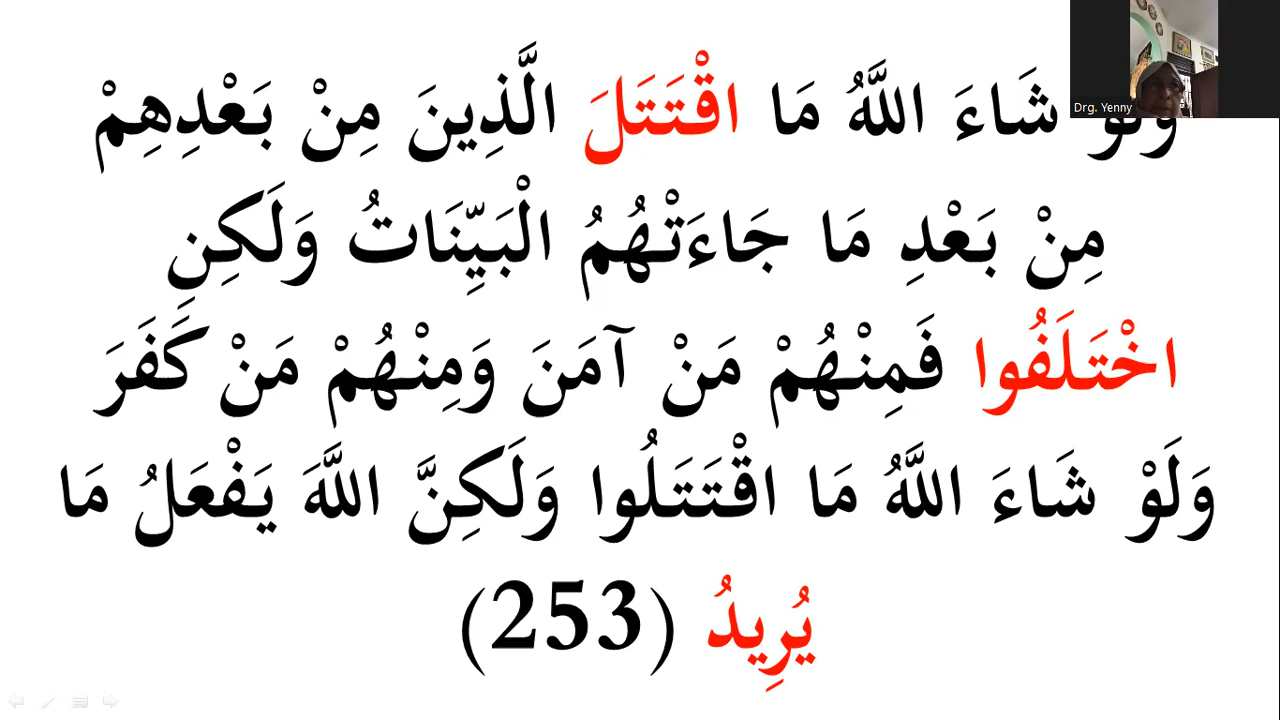 Drg. Yenny
وَلَوْ شَاءَ اللَّهُ مَا اقْتَتَلَ الَّذِينَ مِنْ بَعْدِهِمْ
مِنْ بَعْدِ مَا جَاءَتْهُمُ الْبَيِّنَاتُ وَلَكِنِ
اخْتَلَفُوا فَمِنْهُمْ مَنْ آمَنَ وَمِنْهُمْ مَنْ كَفَرَ
وَلَوْ شَاءَ اللَّهُ مَا اقْتَتَلُوا وَلَكِنَّ اللَّهَ يَفْعَلُ مَا
يُرِيدُ (253)